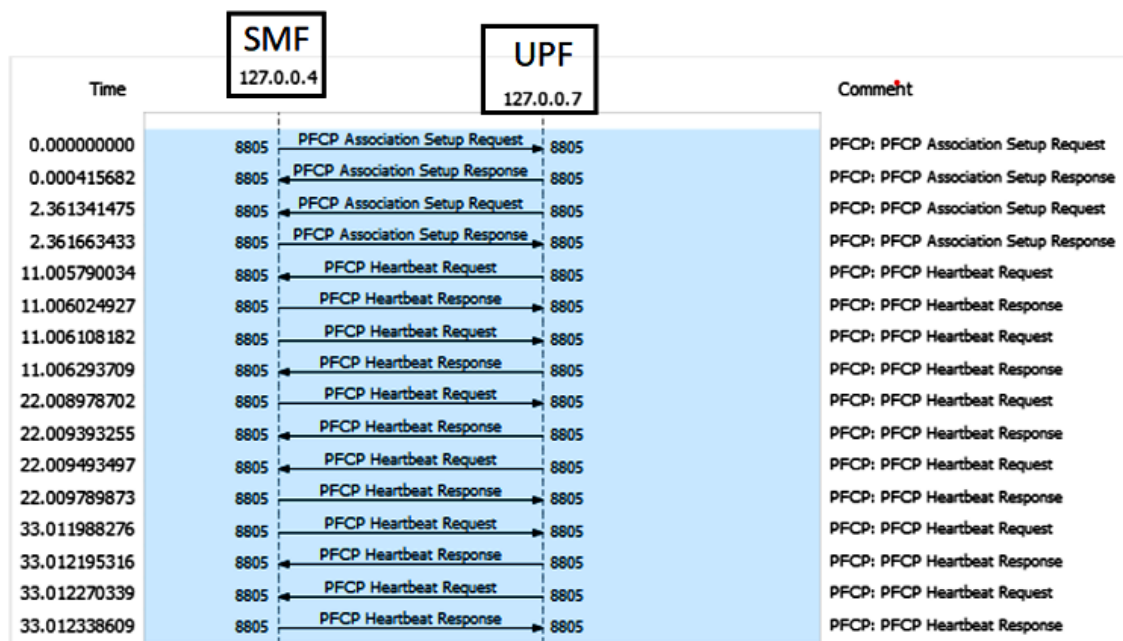 SMF
127.0.0.4
UPF
127.0.0.7
Time Comment
0.000000000 8805 PFCP Association Setup Request 8805 PFCP: PFCP Association Setup Request
0.000415682 8805 PFCP Association Setup Response 8805 PFCP: PFCP Association Setup Response
2.361341475 8805 PFCP Association Setup Request 8805 PFCP: PFCP Association Setup Request
2.361663433 8805 PFCP Association Setup Response 8805 PFCP: PFCP Association Setup Response
11.005790034 8805 PFCP Heartbeat Request 8805 PFCP: PFCP Heartbeat Request
11.006024927 8805 PFCP Heartbeat Response 8805 PFCP: PFCP Heartbeat Response
11.006108182 8805 PFCP Heartbeat Request 8805 PFCP: PFCP Heartbeat Request
11.006293709 8805 PFCP Heartbeat Response 8805 PFCP: PFCP Heartbeat Response
22.008978702 8805 PFCP Heartbeat Request 8805 PFCP: PFCP Heartbeat Request
22.009393255 8805 PFCP Heartbeat Response 8805 PFCP: PFCP Heartbeat Response
22.009493497 8805 PFCP Heartbeat Request 8805 PFCP: PFCP Heartbeat Request
22.009789873 8805 PFCP Heartbeat Response 8805 PFCP: PFCP Heartbeat Response
33.011988276 8805 PFCP Heartbeat Request 8805 PFCP: PFCP Heartbeat Request
33.012195316 8805 PFCP Heartbeat Response 8805 PFCP: PFCP Heartbeat Response
33.012270339 8805 PFCP Heartbeat Request 8805 PFCP: PFCP Heartbeat Request
33.012338609 8805 PFCP Heartbeat Response 8805 PFCP: PFCP Heartbeat Response